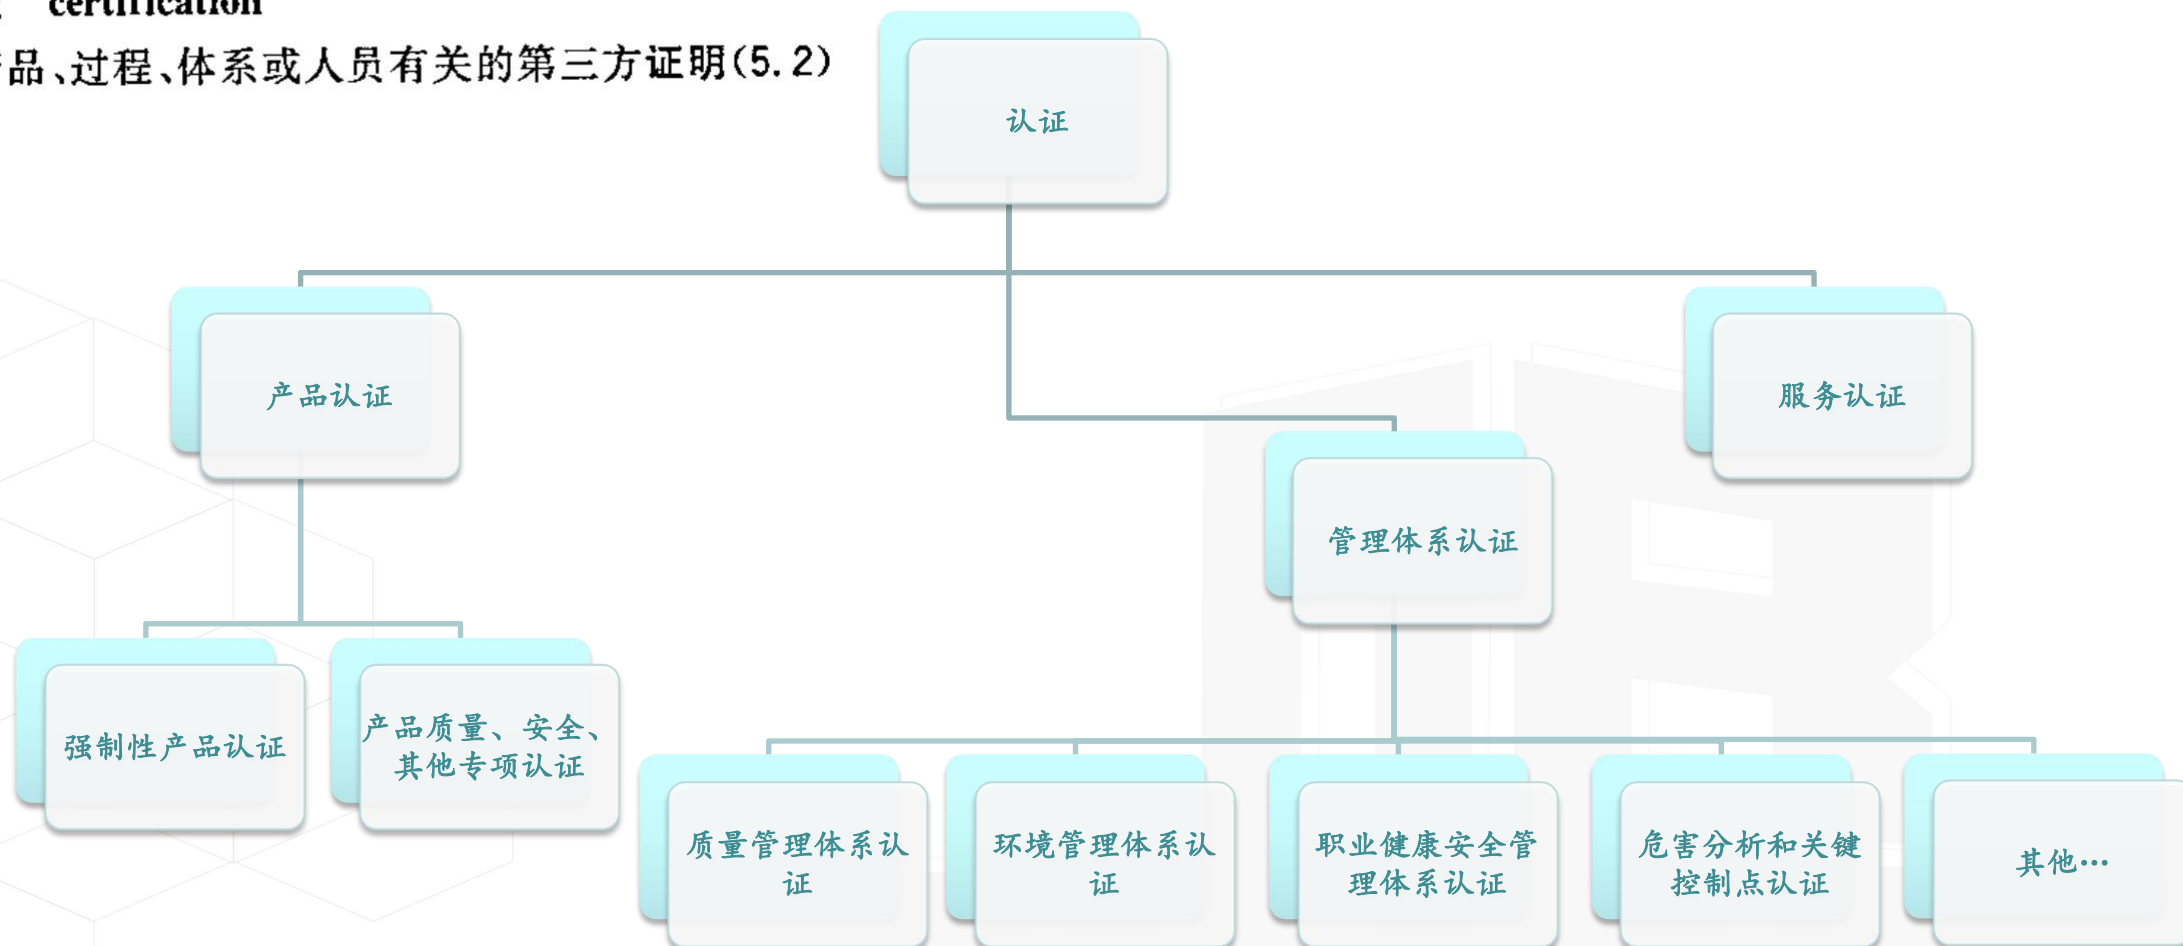 certification
品、过程、体系或人员有关的第三方证明(5.2)
认证
产品认证
服务认证
管理体系认证
强制性产品认证
产品质量、安全、
其他专项认证
质量管理体系认
证
环境管理体系认
证
职业健康安全管
理体系认证
危害分析和关键
控制点认证
其他…